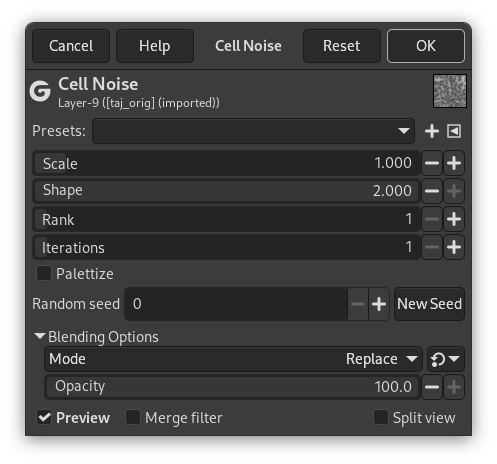 Cancel Help Cell Noise Reset OK
Cell Noise
Layer-9 ([taj_orig] (imported))
Presets:
Scale 1.000
Shape 2.000
Rank 1
Iterations 1
Palettize
Random seed 0 New Seed
Blending Options
Mode Replace
Opacity 100.0
Preview Merge filter Split view